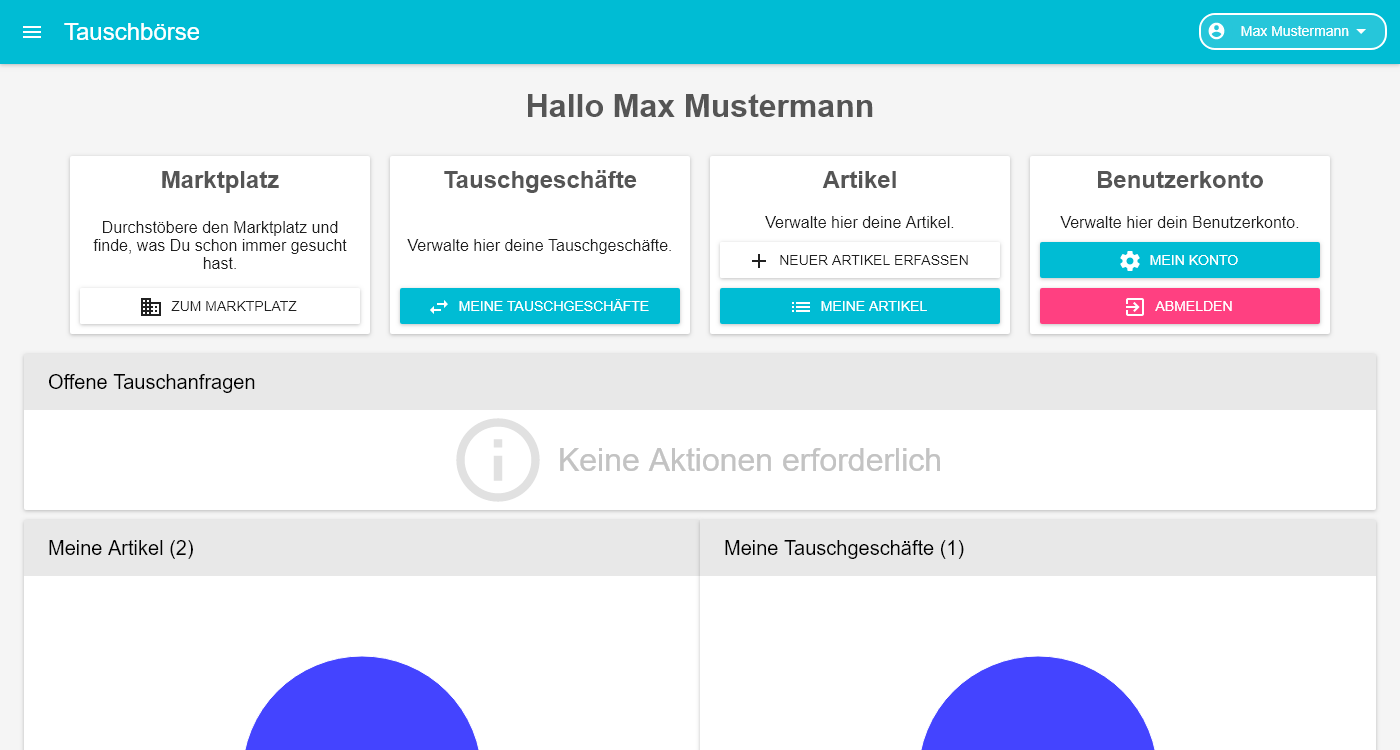 Tauschbörse
Max Mustermann
Hallo Max Mustermann
Marktplatz
Durchstöbere den Marktplatz und
finde, was Du schon immer gesucht
hast.
ZUM MARKTPLATZ
Tauschgeschäfte
Verwalte hier deine Tauschgeschäfte.
MEINE TAUSCHGESCHÄFTE
Artikel
Verwalte hier deine Artikel.
NEUER ARTIKEL ERFASSEN
MEINE ARTIKEL
Benutzerkonto
Verwalte hier dein Benutzerkonto.
MEIN KONTO
ABMELDEN
Offene Tauschanfragen
Keine Aktionen erforderlich
Meine Artikel (2)
Meine Tauschgeschäfte (1)